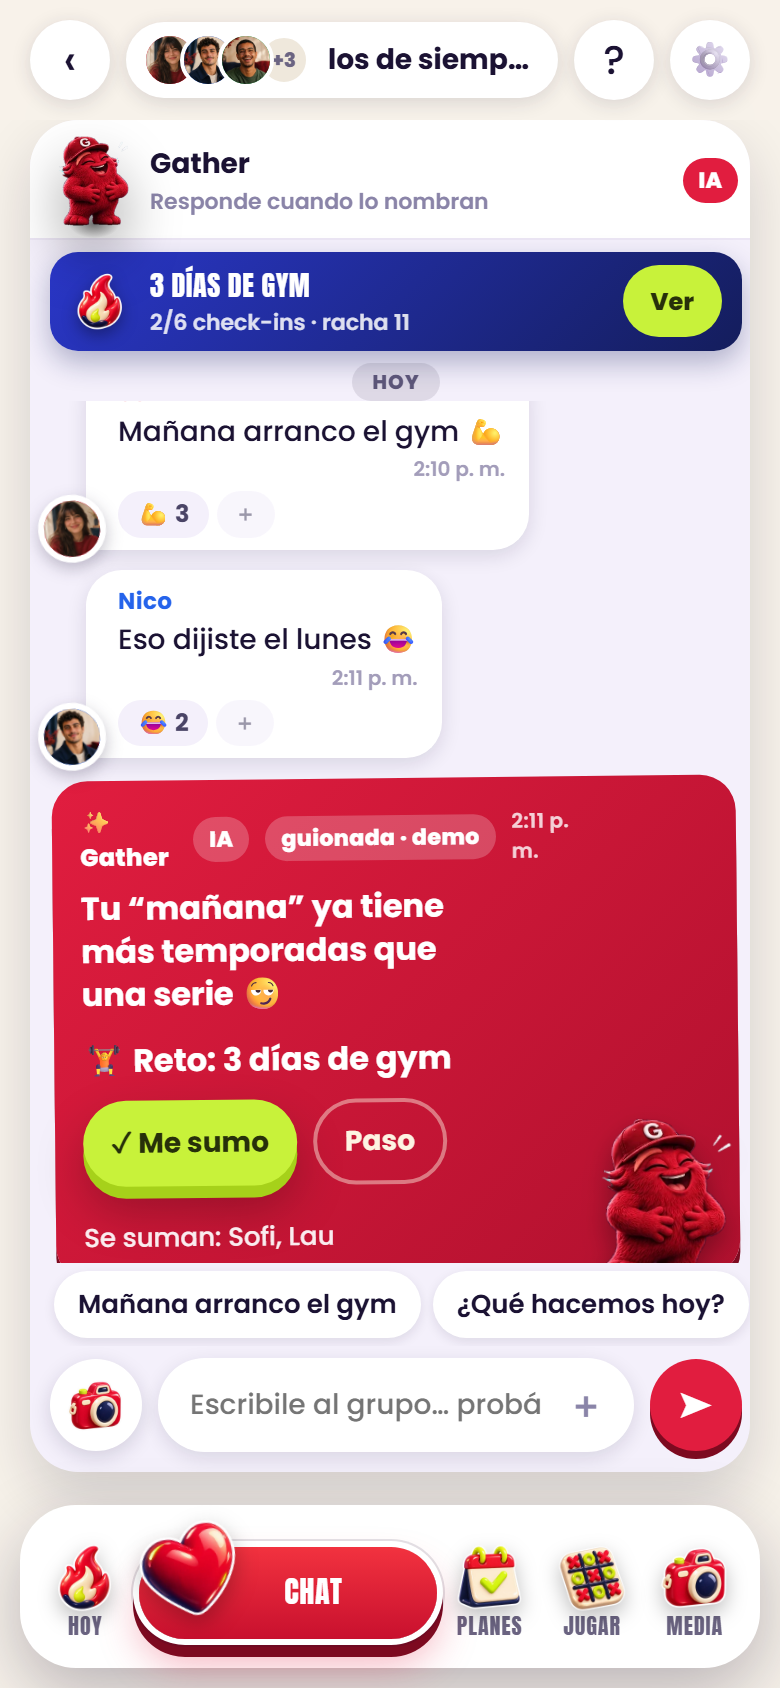 ‹
+3
los de siemp...
?
Gather
Responde cuando lo nombran
IA
3 DÍAS DE GYM
2/6 check-ins · racha 11
Ver
HOY
Mañana arranco el gym 💪
2:10 p. m.
💪 3
+
Nico
Eso dijiste el lunes 😂
2:11 p. m.
😂 2
+
✨
Gather
IA
guionada · demo
2:11 p.
m.
Tu “mañana” ya tiene
más temporadas que
una serie 😏
🏋️ Reto: 3 días de gym
✓ Me sumo
Paso
G
Se suman: Sofi, Lau
Mañana arranco el gym
¿Qué hacemos hoy?
Escribile al grupo... probá
+
HOY
CHAT
PLANES
JUGAR
MEDIA